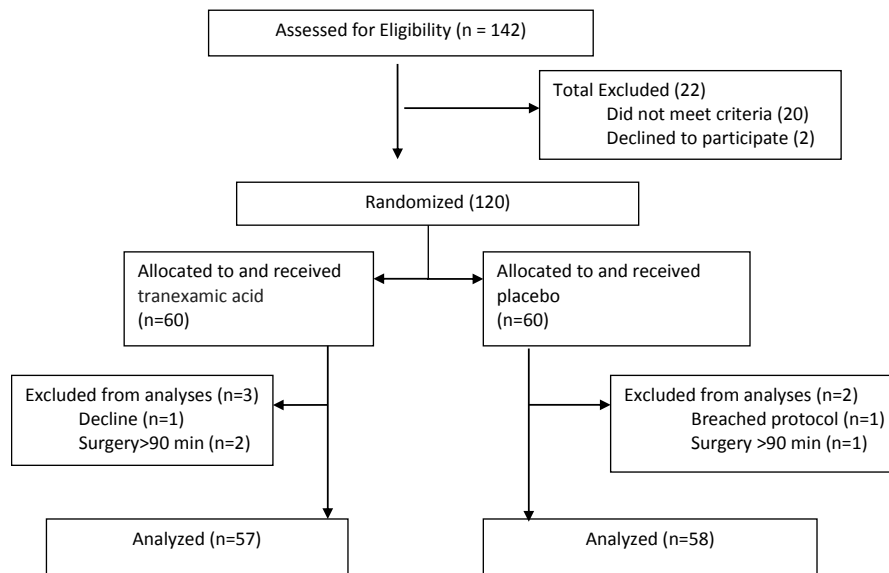 Assessed for Eligibility (n = 142)
Total Excluded (22)
Did not meet criteria (20)
Declined to participate (2)
Randomized (120)
Allocated to and received
tranexamic acid
(n=60)
Allocated to and received
placebo
(n=60)
Excluded from analyses (n=3)
Decline (n=1)
Surgery>90 min (n=2)
Excluded from analyses (n=2)
Breached protocol (n=1)
Surgery >90 min (n=1)
Analyzed (n=57)
Analyzed (n=58)